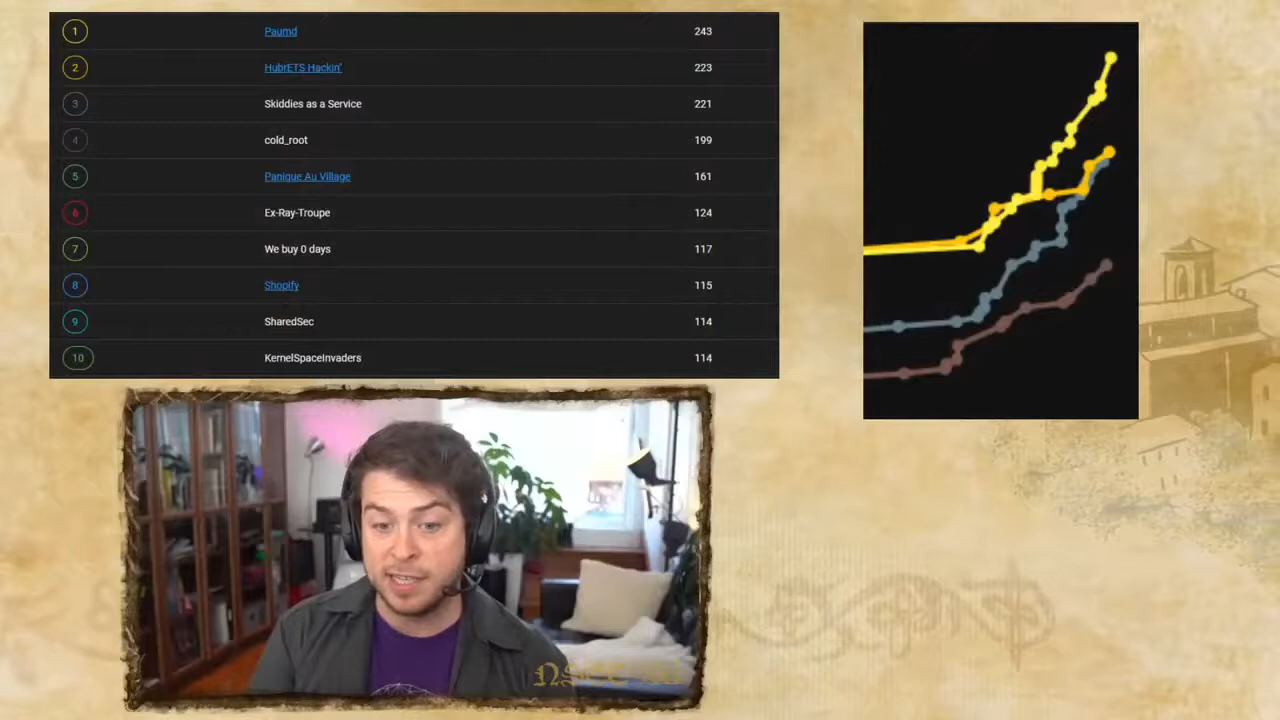 1 Paumd 243
2 HubrETS Hackin' 223
3 Skiddies as a Service 221
4 cold_root 199
5 Panique Au Village 161
6 Ex-Ray-Troupe 124
7 We buy 0 days 117
8 Shopify 115
9 SharedSec 114
10 KernelSpaceInvaders 114